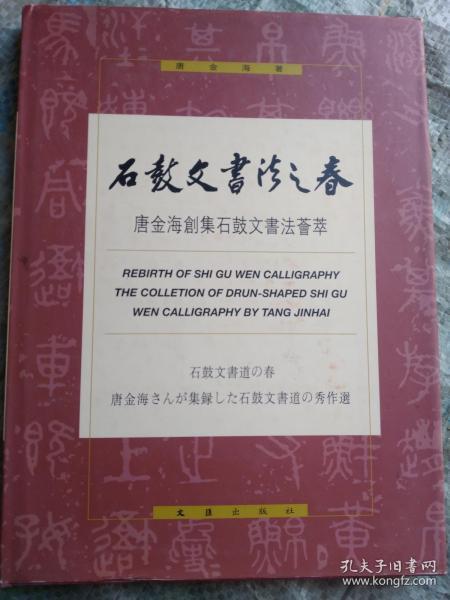 唐金海著
石鼓文書法之春
唐金海創集石鼓文書法薈萃
REBIRTH OF SHI GU WEN CALLIGRAPHY
THE COLLETION OF DRUN-SHAPED SHI GU
WEN CALLIGRAPHY BY TANG JINHAI
石鼓文書道の春
唐金海さんが集録した石鼓文書道の秀作選
文匯出版社
孔夫子旧书网
www.kongfz.com